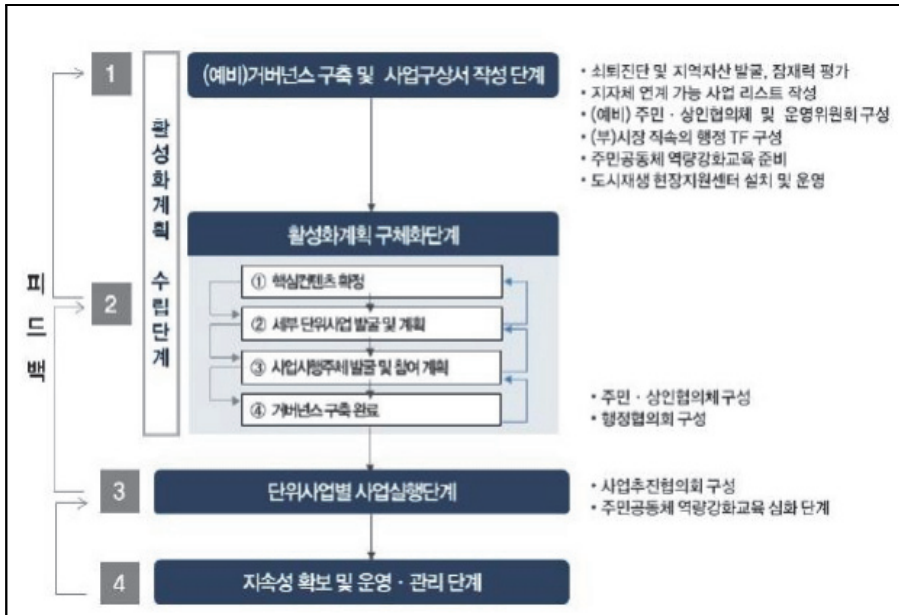 1
(예비)거버넌스 구축 및 사업구상서 작성 단계
• 쇠퇴진단 및 지역자산 발굴, 잠재력 평가
• 지자체 연계 가능 사업 리스트 작성
• (예비) 주민 · 상인협의체 및 운영위원회 구성
• (부)시장 직속의 행정 TF 구성
• 주민공동체 역량강화교육 준비
• 도시재생 현장지원센터 설치 및 운영
활성화계획 수립단계
피드백
2
활성화계획 구체화단계
① 핵심컨텐츠 확정
② 세부 단위사업 발굴 및 계획
③ 사업시행주체 발굴 및 참여 계획
④ 거버넌스 구축 완료
• 주민 · 상인협의체 구성
• 행정협의회 구성
3
단위사업별 사업실행단계
• 사업추진협의회 구성
• 주민공동체 역량강화교육 심화 단계
4
지속성 확보 및 운영 · 관리 단계